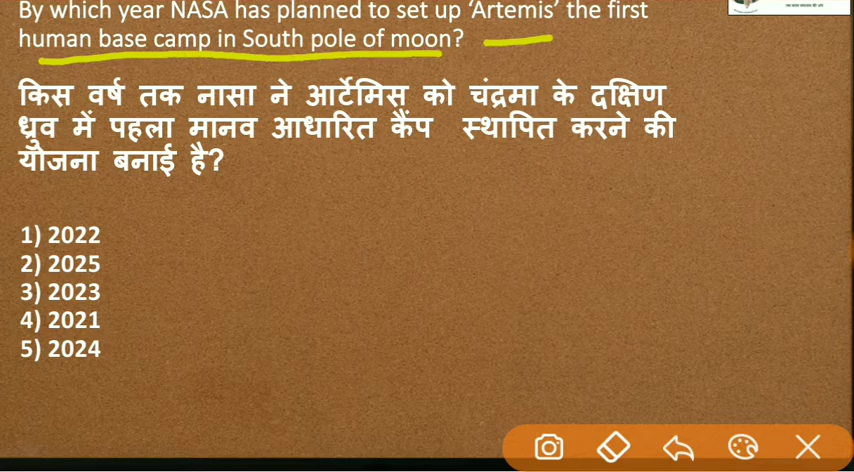 By which year NASA has planned to set up ‘Artemis’ the first
human base camp in South pole of moon?
किस वर्ष तक नासा ने आर्टेमिस को चंद्रमा के दक्षिण
ध्रुव में पहला मानव आधारित कैंप स्थापित करने की
योजना बनाई है?
1) 2022
2) 2025
3) 2023
4) 2021
5) 2024